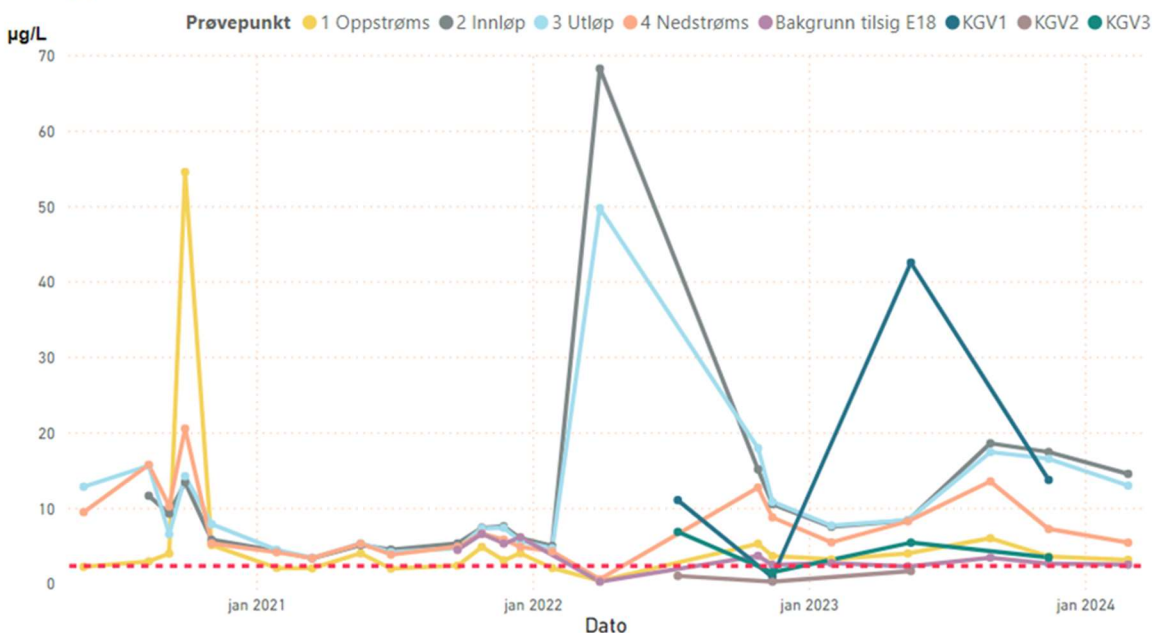 Prøvepunkt 1 Oppstrøms 2 Innløp 3 Utløp 4 Nedstrøms Bakgrunn tilsig E18 KGV1 KGV2 KGV3
µg/L
70
60
50
40
30
20
10
0
jan 2021 jan 2022 jan 2023 jan 2024
Dato